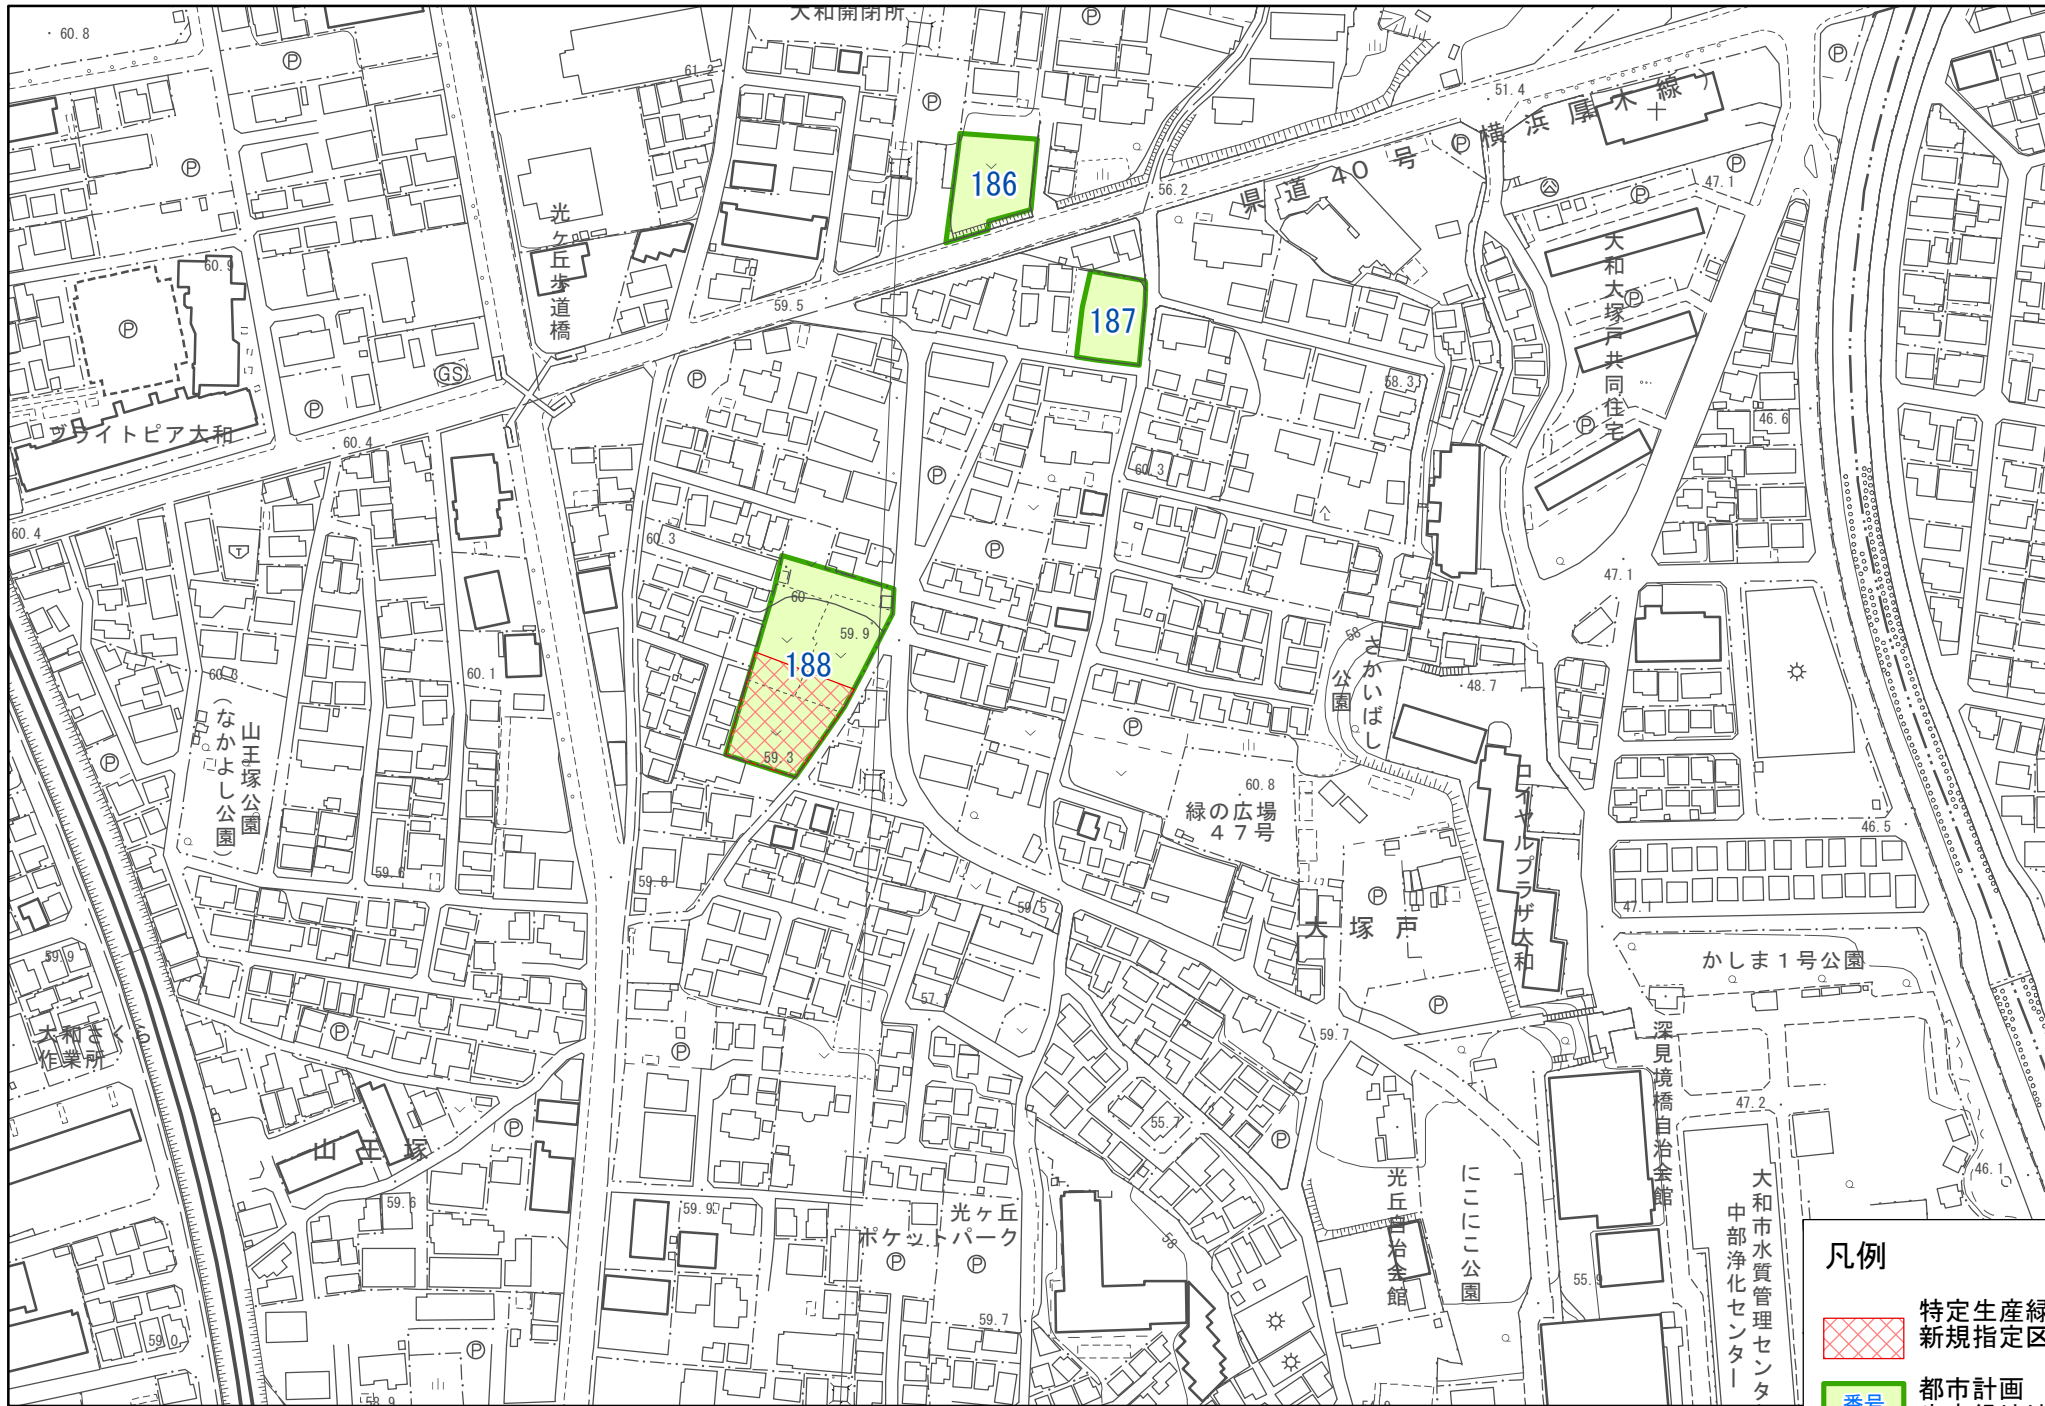 大和開閉所
60.8
61.2
51.4
県道40号(横浜厚木線)
186
47.1
56.2
光ヶ丘歩道橋
大和大塚戸共同住宅
60.9
59.5
187
GS
58.3
ブライトピア大和
60.4
46.6
60.3
60.4
60.3
47.1
60
59.9
58
さかいばし
公園
188
60.3
60.1
48.7
山王塚公園
(なかよし公園)
59.3
60.8
緑の広場
47号
ロイヤルプラザ大和
46.5
59.6
59.8
59.5
47.1
大塚戸
59.9
かしま1号公園
57.1
大和さくら
作業所
59.7
深見境橋自治会館
47.2
55.7
山王塚
46.1
59.6
59.9
光ヶ丘
ポケットパーク
光丘自治会館
にこにこ公園
大和市水質管理センタ
中部浄化センター
58
55.9
59.7
59.0
凡例
特定生産緑
新規指定区
都市計画
番号